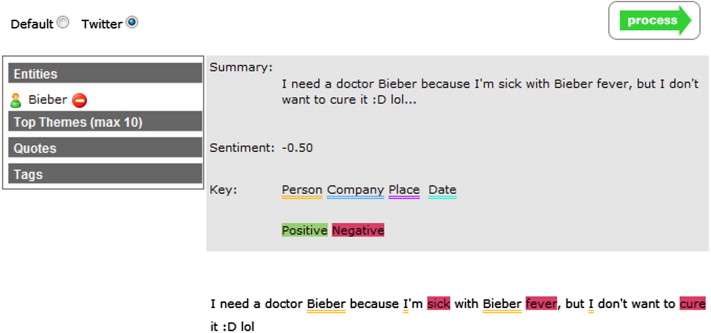 Default Twitter
process
Entities
Bieber
Top Themes (max 10)
Quotes
Tags
Summary:
I need a doctor Bieber because I'm sick with Bieber fever, but I don't
want to cure it :D lol...
Sentiment: -0.50
Key: Person Company Place Date
Positive Negative
I need a doctor Bieber because I'm sick with Bieber fever, but I don't want to cure
it :D lol